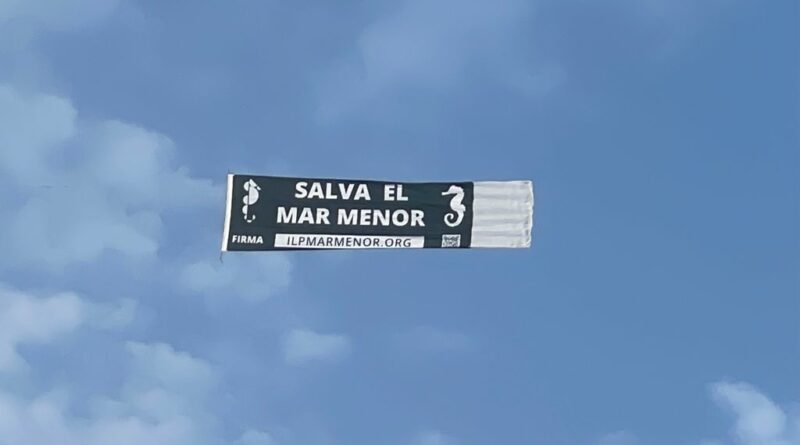 SALVA EL
MAR MENOR
FIRMA ILPMARMENOR.ORG